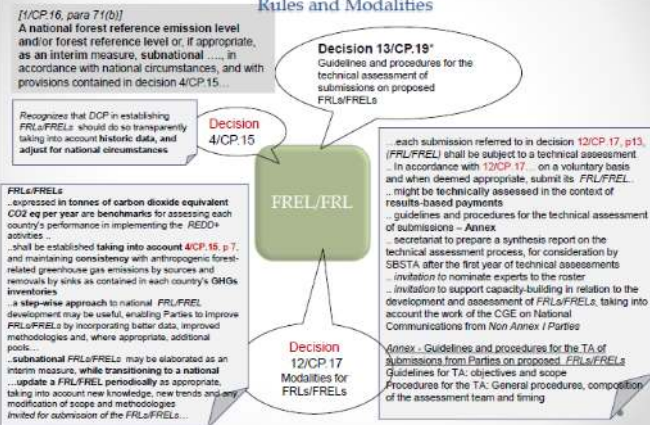 Rules and Modalities
[1/CP.16, para 71(b)]
A national forest reference emission level
and/or forest reference level or, if appropriate,
as an interim measure, subnational …., in
accordance with national circumstances, and with
provisions contained in decision 4/CP.15…
Decision 13/CP.19*
Guidelines and procedures for the
technical assessment of
submissions on proposed
FRLs/FRELs
Recognizes that DCP in establishing
FRLs/FRELs should do so transparently
taking into account historic data, and
adjust for national circumstances
Decision
4/CP.15
FREL/FRL
FRLs/FRELs
..expressed in tonnes of carbon dioxide equivalent
CO2 eq per year are benchmarks for assessing each
country's performance in implementing the REDD+
activities ..
..shall be established taking into account 4/CP.15, p 7,
and maintaining consistency with anthropogenic forest-
related greenhouse gas emissions by sources and
removals by sinks as contained in each country's GHGs
inventories
..a step-wise approach to national FRL/FREL
development may be useful, enabling Parties to improve
FRLs/FRELs by incorporating better data, improved
methodologies and, where appropriate, additional
pools…
..subnational FRLs/FRELs may be elaborated as an
interim measure, while transitioning to a national
…update a FRL/FREL periodically as appropriate,
taking into account new knowledge, new trends and any
modification of scope and methodologies
Invited for submission of the FRLs/FRELs…
Decision
12/CP.17
Modalities for
FRLs/FRELs
…each submission referred to in decision 12/CP.17, p13,
(FRL/FREL) shall be subject to a technical assessment
.. In accordance with 12/CP.17… on a voluntary basis
and when deemed appropriate, submit its FRL/FREL..
.. might be technically assessed in the context of
results-based payments
.. guidelines and procedures for the technical assessment
of submissions – Annex
.. secretariat to prepare a synthesis report on the
technical assessment process, for consideration by
SBSTA after the first year of technical assessments
.. invitation to nominate experts to the roster
.. invitation to support capacity-building in relation to the
development and assessment of FRLs/FRELs, taking into
account the work of the CGE on National
Communications from Non Annex I Parties
Annex - Guidelines and procedures for the TA of
submissions from Parties on proposed FRLs/FRELs
Guidelines for TA: objectives and scope
Procedures for the TA: General procedures, composition
of the assessment team and timing